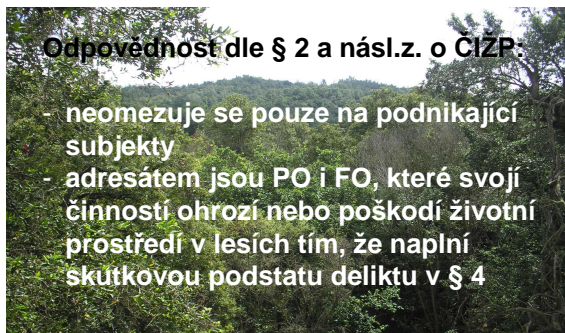 Odpovědnost dle § 2 a násl.z. o ČIŽP:
- neomezuje se pouze na podnikající
subjekty
- adresátem jsou PO i FO, které svojí
činností ohrozí nebo poškodí životní
prostředí v lesích tím, že naplní
skutkovou podstatu deliktu v § 4